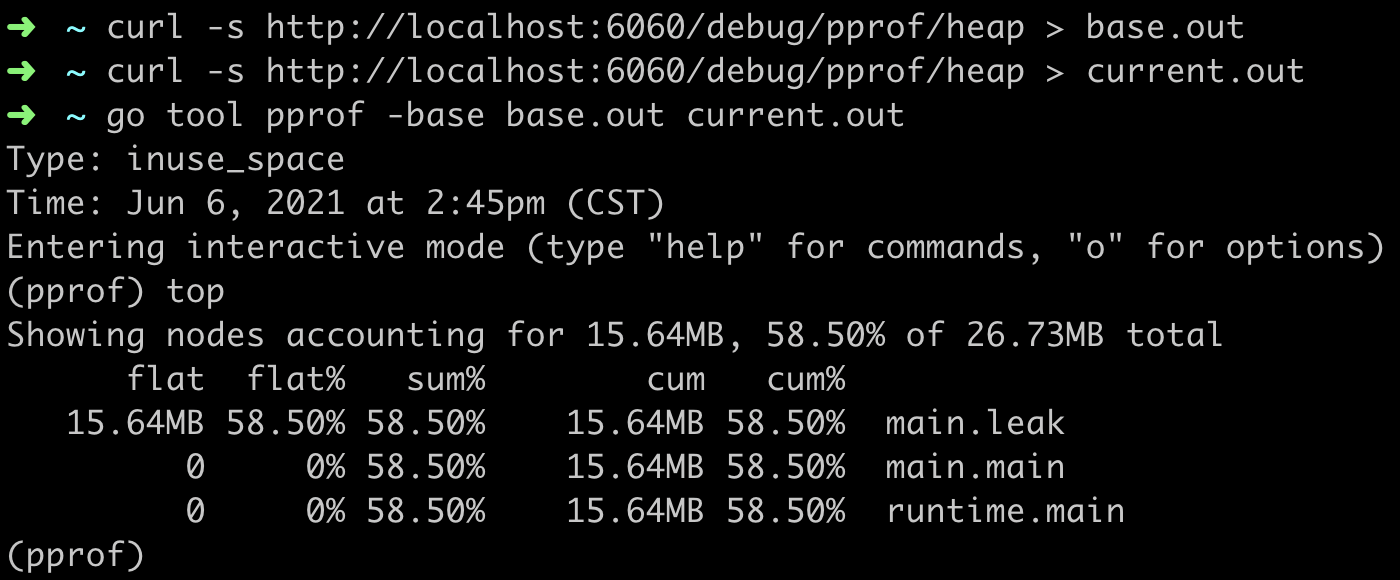 ➜ ~ curl -s http://localhost:6060/debug/pprof/heap > base.out
➜ ~ curl -s http://localhost:6060/debug/pprof/heap > current.out
➜ ~ go tool pprof -base base.out current.out
Type: inuse_space
Time: Jun 6, 2021 at 2:45pm (CST)
Entering interactive mode (type "help" for commands, "o" for options)
(pprof) top
Showing nodes accounting for 15.64MB, 58.50% of 26.73MB total
      flat  flat%   sum%        cum   cum%
   15.64MB 58.50% 58.50%    15.64MB 58.50%  main.leak
         0     0% 58.50%    15.64MB 58.50%  main.main
         0     0% 58.50%    15.64MB 58.50%  runtime.main
(pprof)